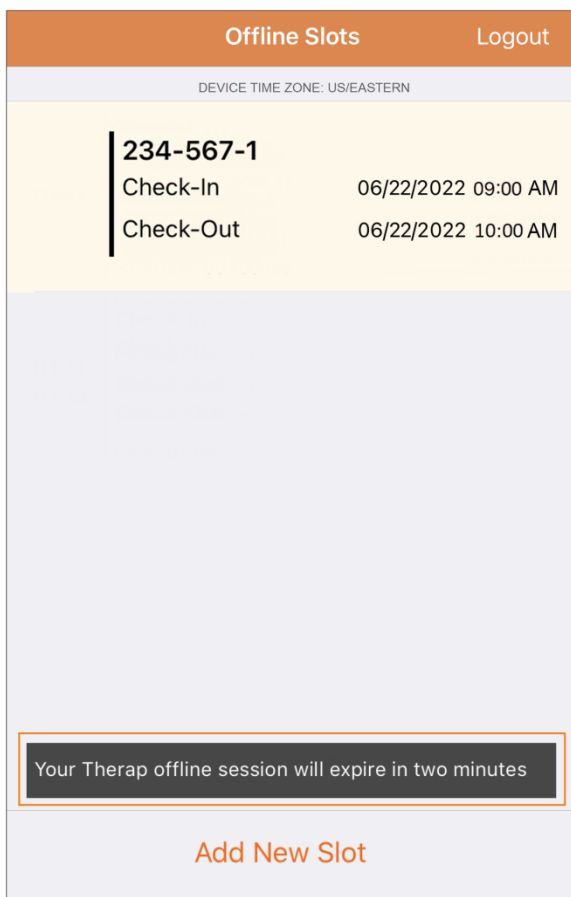 Offline Slots Logout
DEVICE TIME ZONE: US/EASTERN
234-567-1
Check-In 06/22/2022 09:00 AM
Check-Out 06/22/2022 10:00 AM
Your Therap offline session will expire in two minutes
Add New Slot